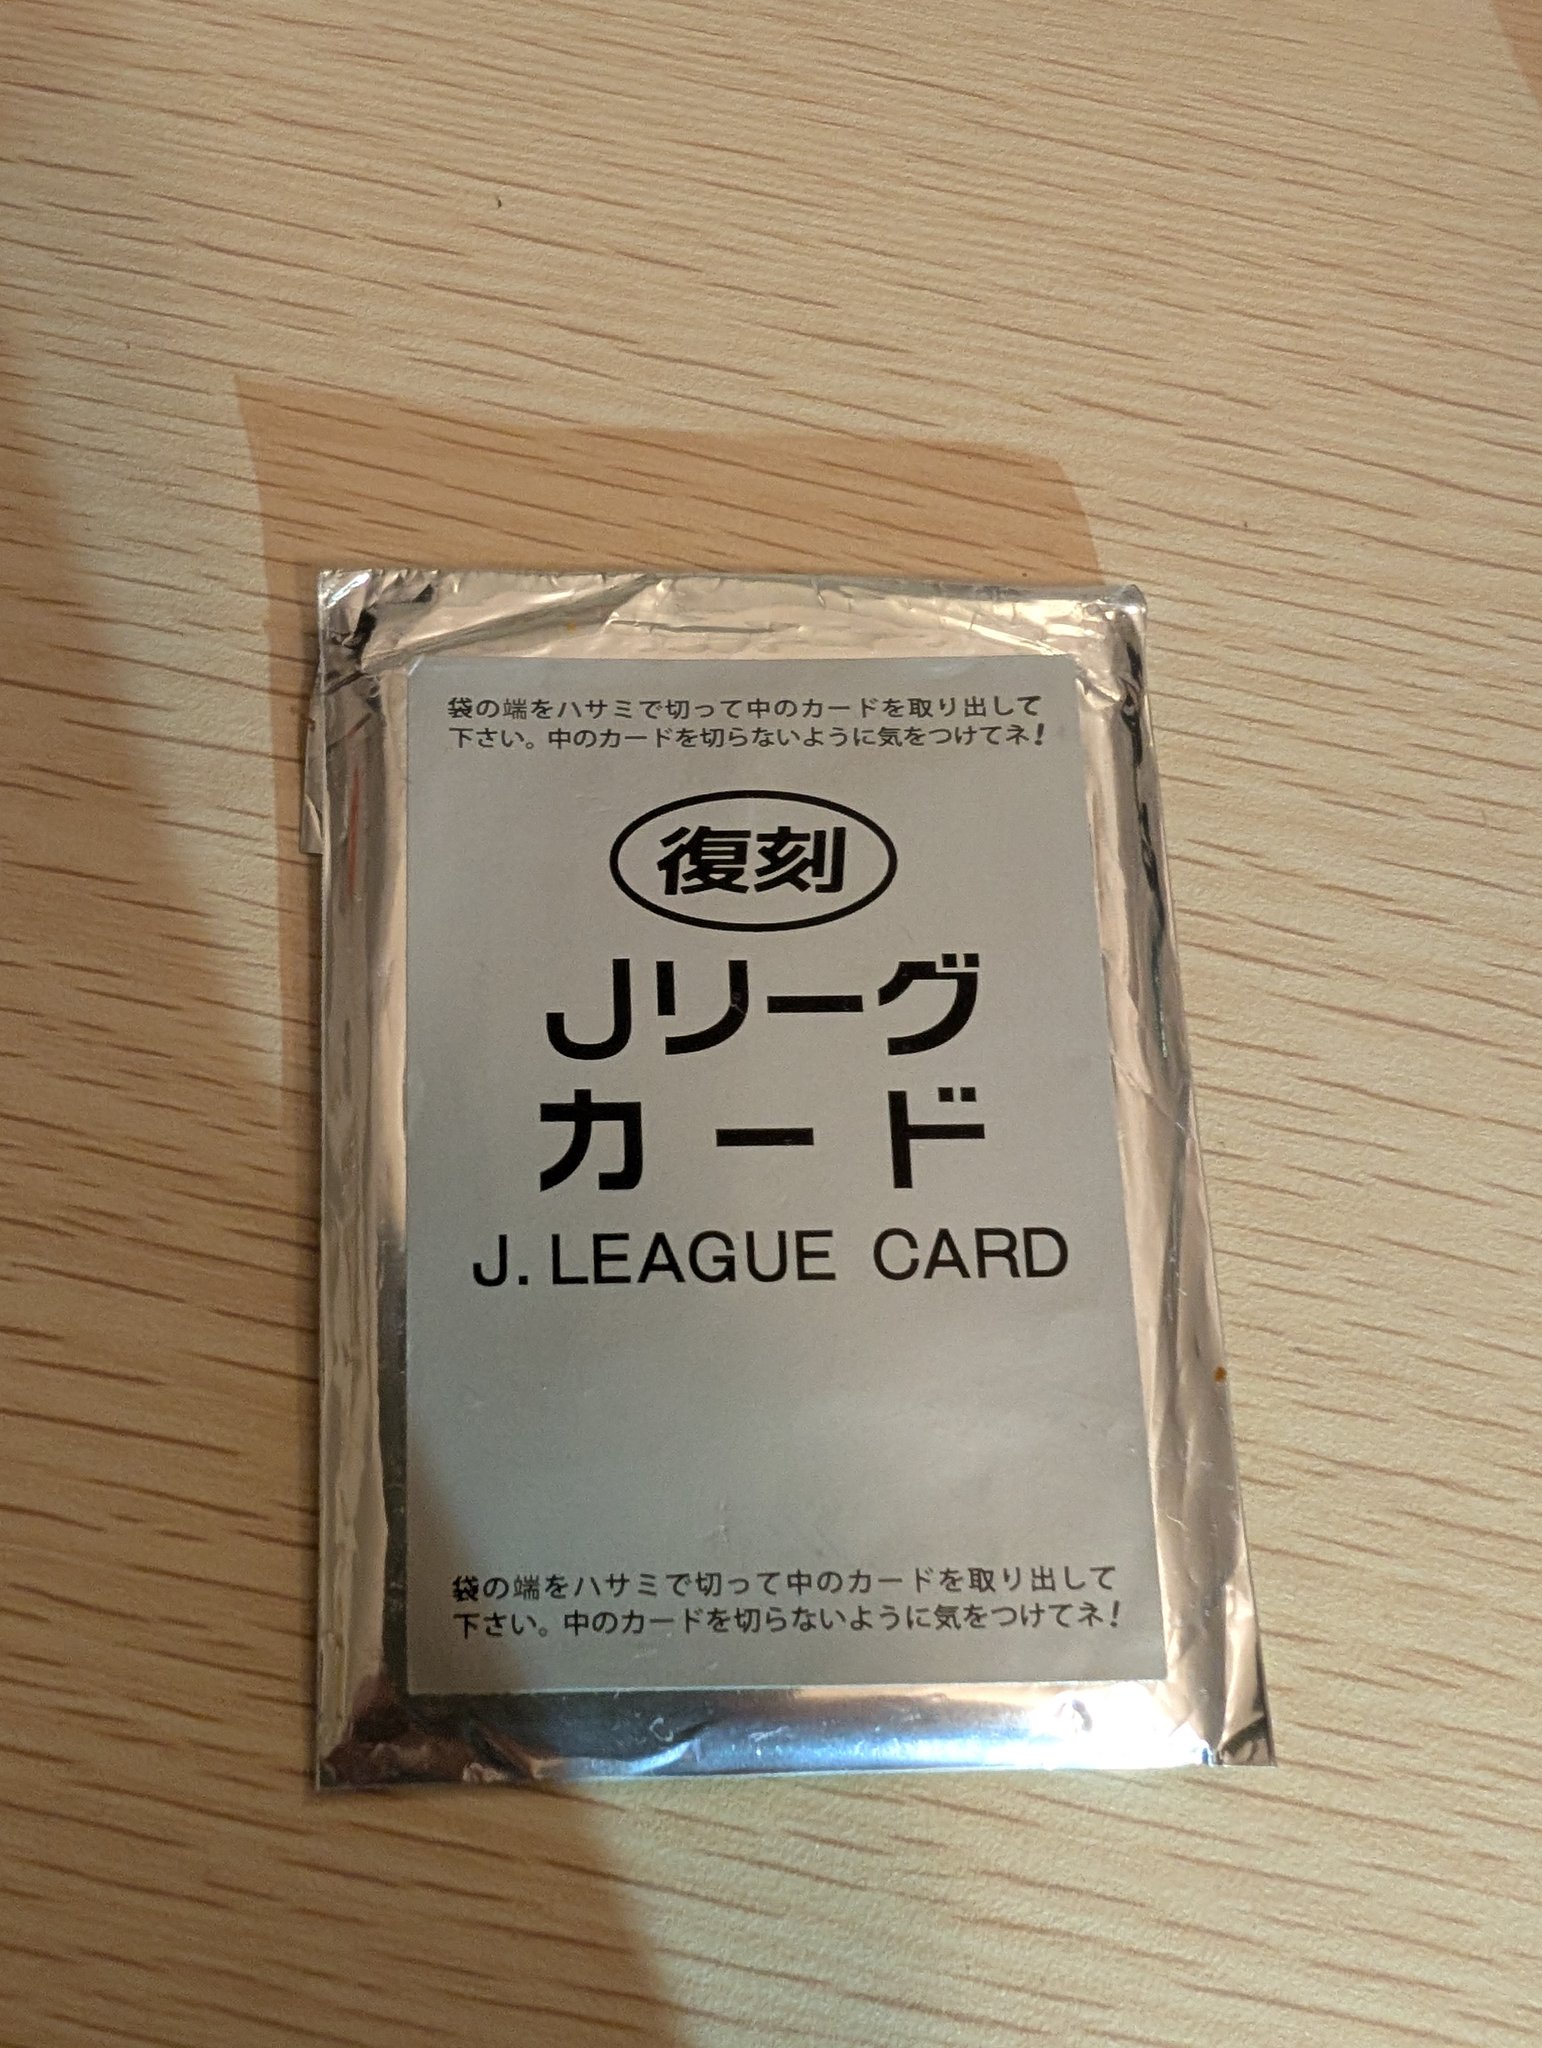 袋の端をハサミで切って中のカードを取り出して
下さい。中のカードを切らないように気をつけてネ!
復刻
Jリーグ
カード
J. LEAGUE CARD
袋の端をハサミで切って中のカードを取り出して
下さい。中のカードを切らないように気をつけてネ!